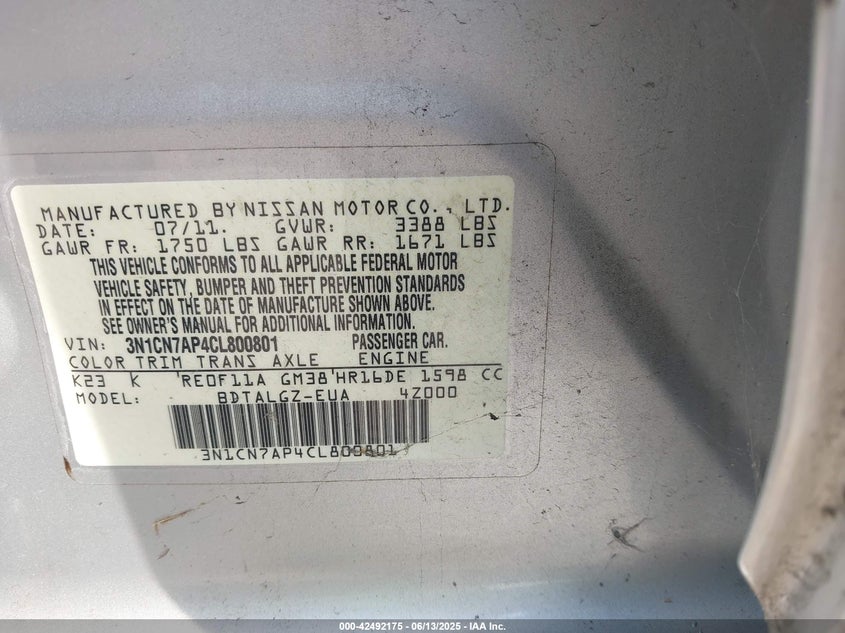 MANUFACTURED BY NISSAN MOTOR CO., LTD.
DATE: 07/11. GVWR: 3388 LBS
GAWR FR: 1750 LBS GAWR RR: 1671 LBS
THIS VEHICLE CONFORMS TO ALL APPLICABLE FEDERAL MOTOR
VEHICLE SAFETY, BUMPER AND THEFT PREVENTION STANDARDS
IN EFFECT ON THE DATE OF MANUFACTURE SHOWN ABOVE.
SEE OWNER'S MANUAL FOR ADDITIONAL INFORMATION.
VIN: 3N1CN7AP4CL800801 PASSENGER CAR.
COLOR TRIM TRANS AXLE ENGINE
K23 K 'RE0F11A GM38'HR16DE 1598 CC
MODEL: BDTALGZ-EUA 4Z000
3N1CN7AP4CL800801
000-42492175 - 06/13/2025 - IAA Inc.